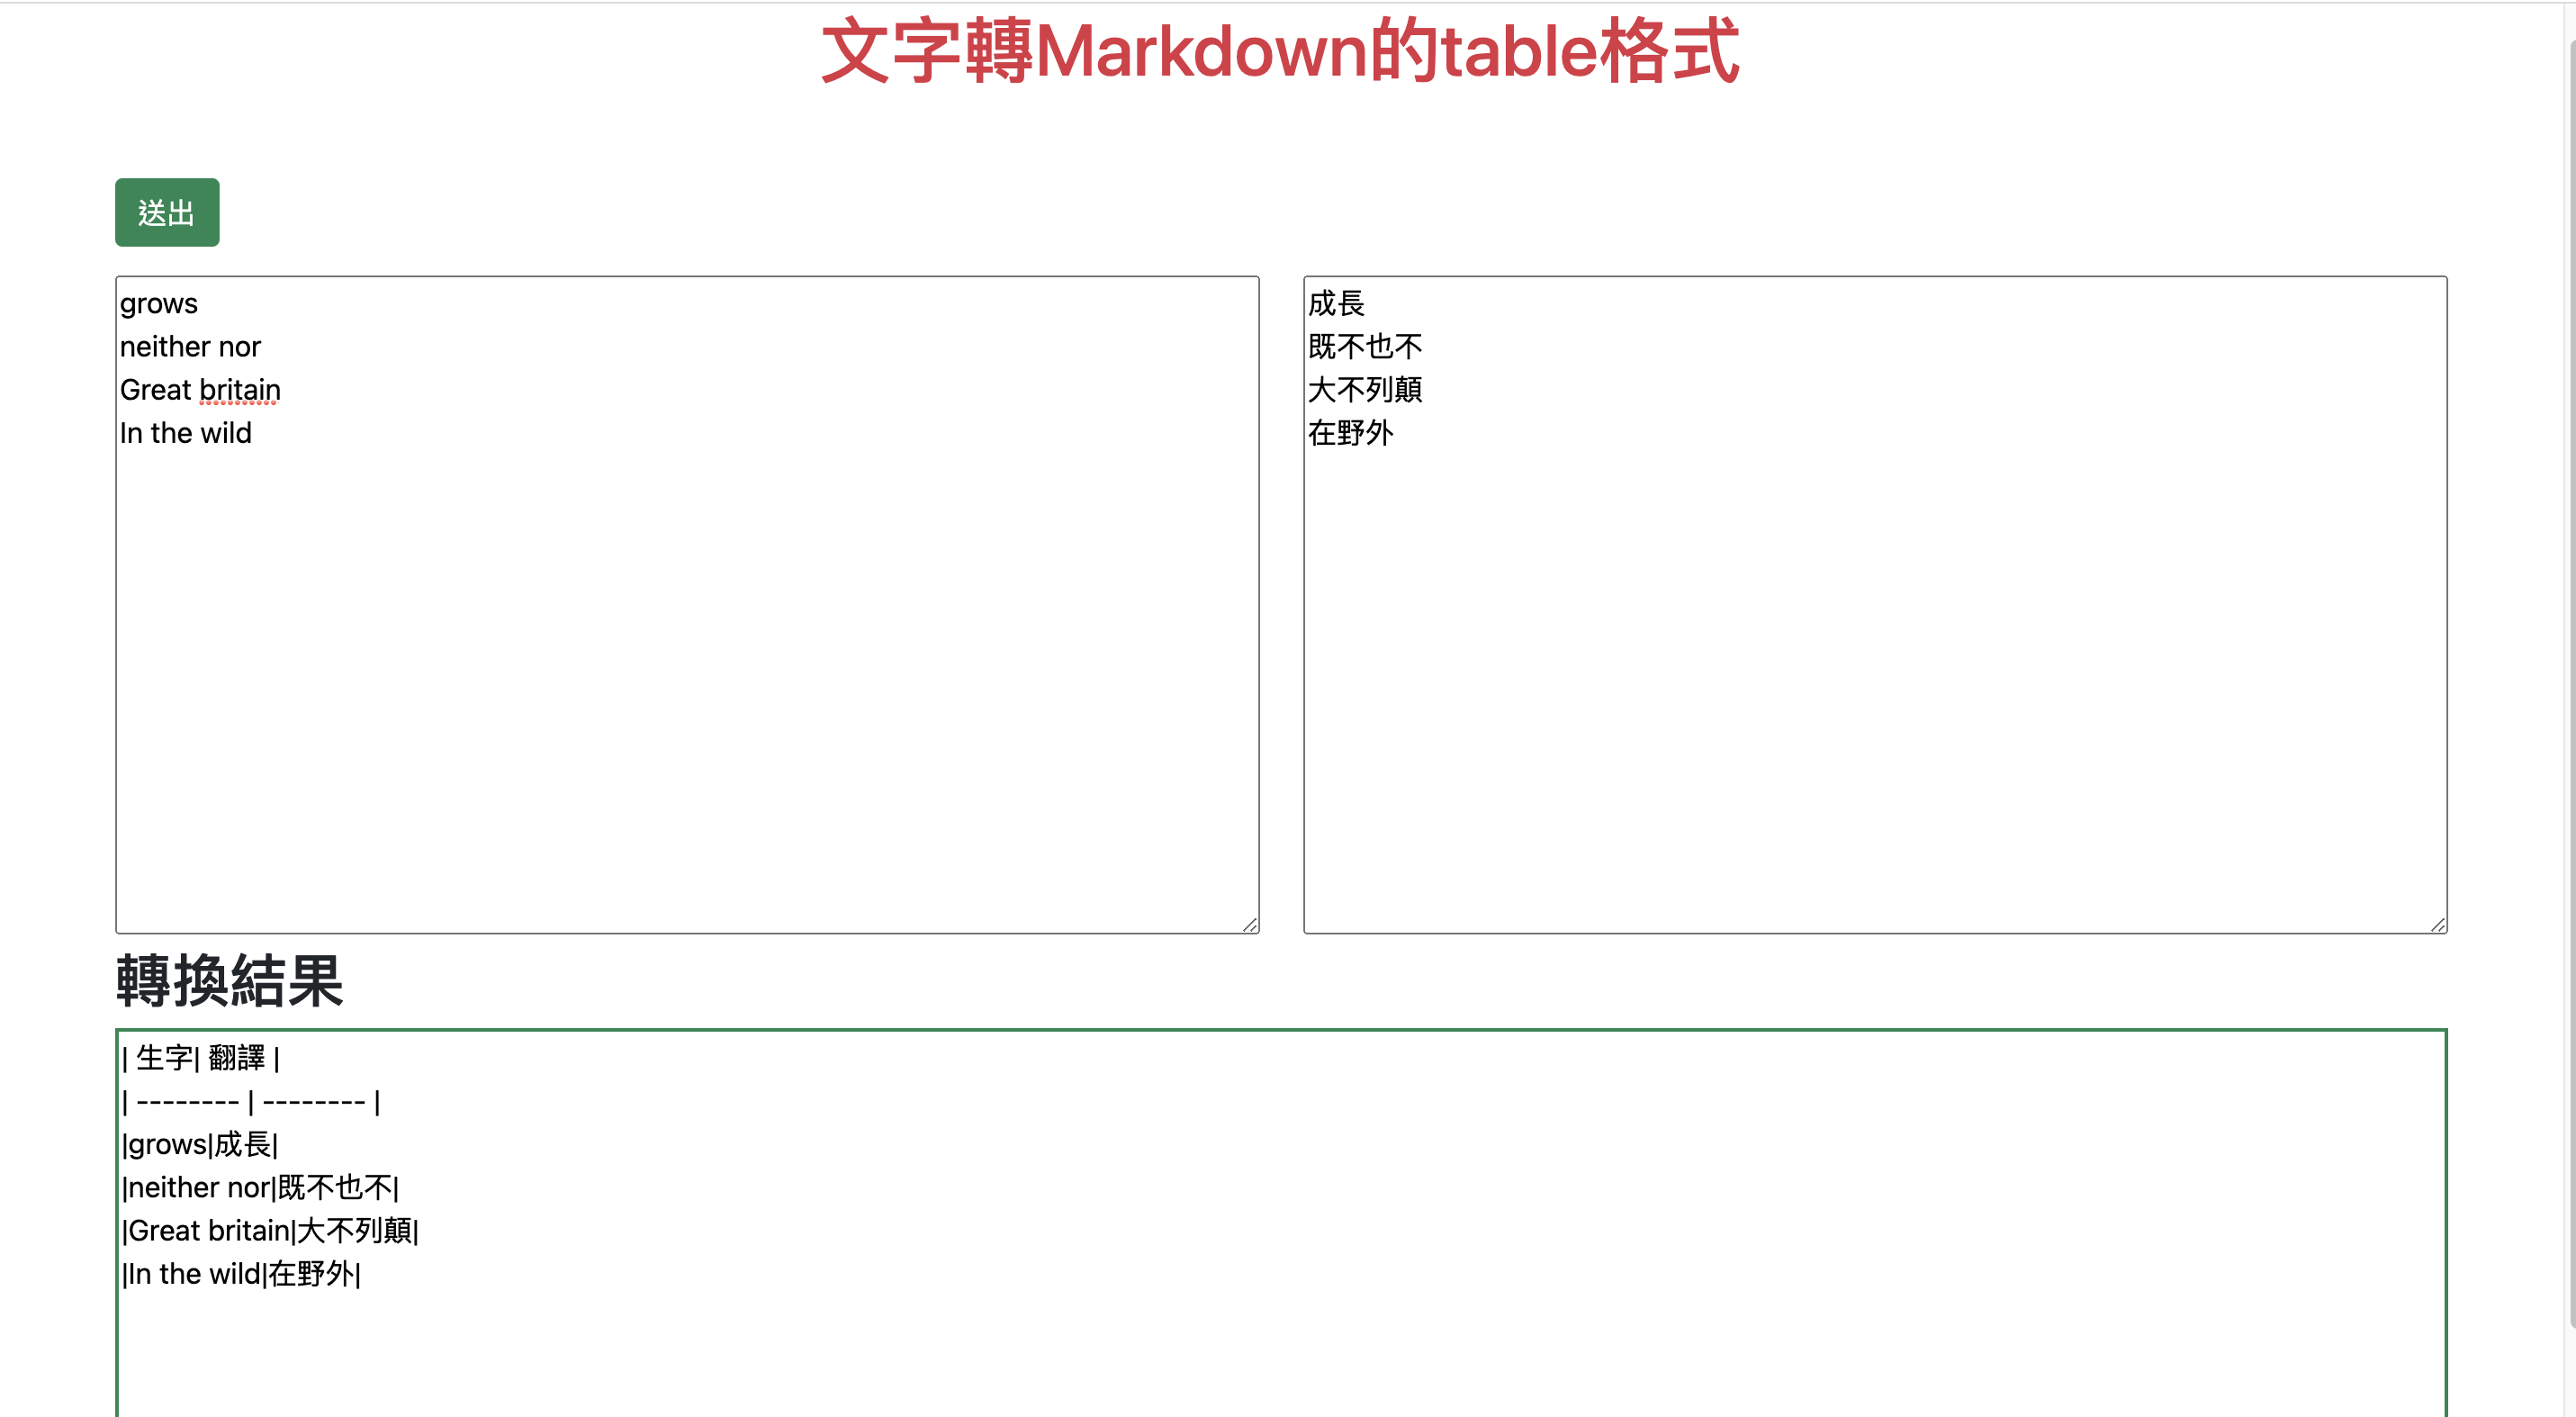 文字轉Markdown的table格式
送出
grows
neither nor
Great britain
In the wild
成長
既不也不
大不列顛
在野外
轉換結果
| 生字| 翻譯 |
| -------- | -------- |
|grows|成長|
|neither nor|既不也不|
|Great britain|大不列顛|
|In the wild|在野外|